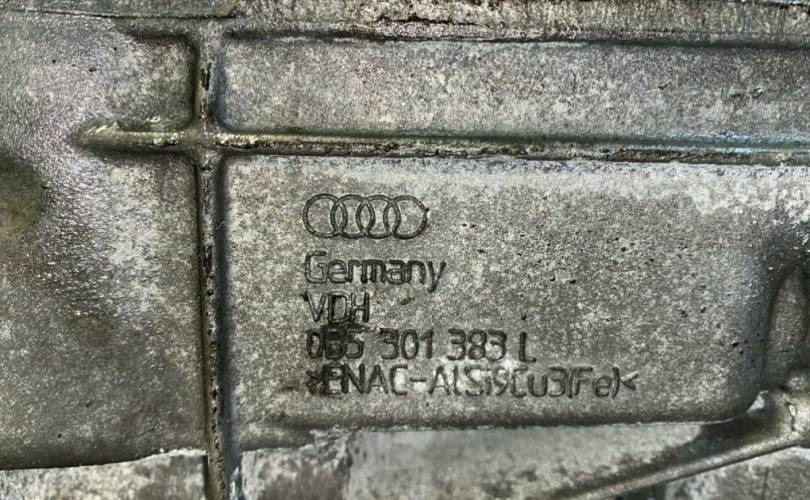 Germany
VDH
0B5 301 383 L
>ENAC-AlSi9Cu3(Fe)<